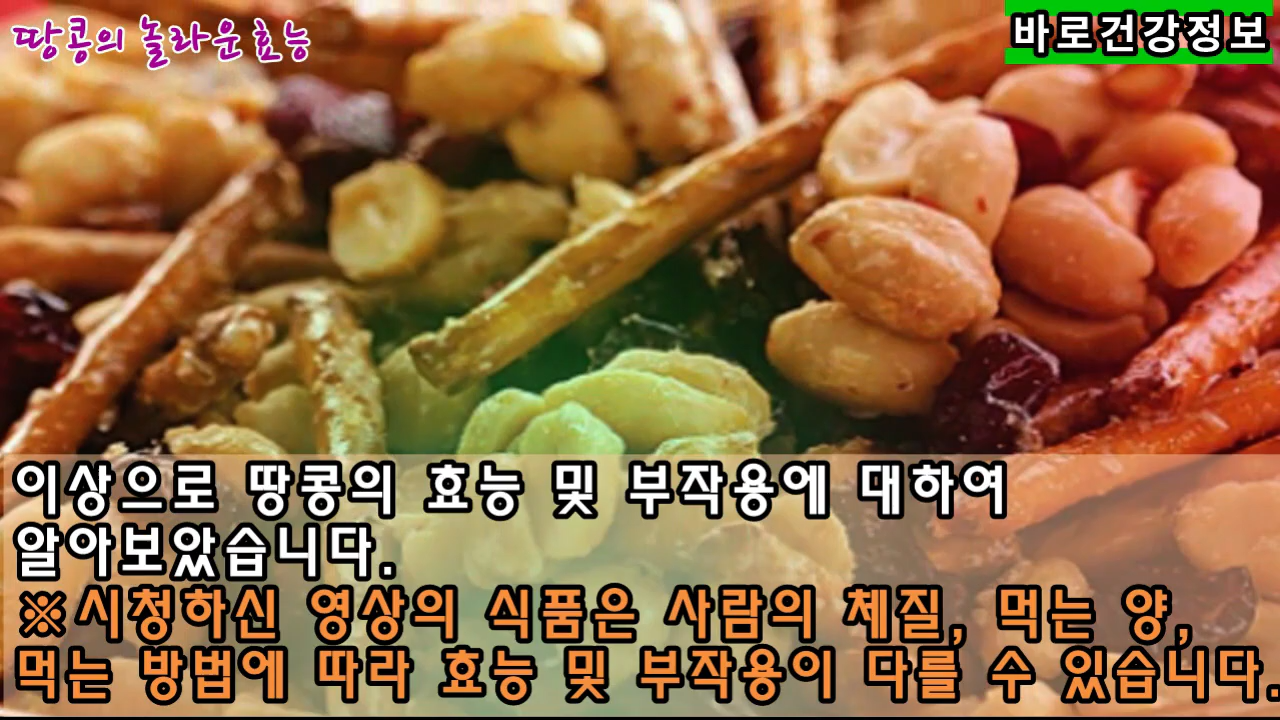 땅콩의 놀라운효능
바로건강정보
이상으로 땅콩의 효능 및 부작용에 대하여
알아보았습니다.
※시청하신 영상의 식품은 사람의 체질, 먹는 양,
먹는 방법에 따라 효능 및 부작용이 다를 수 있습니다.